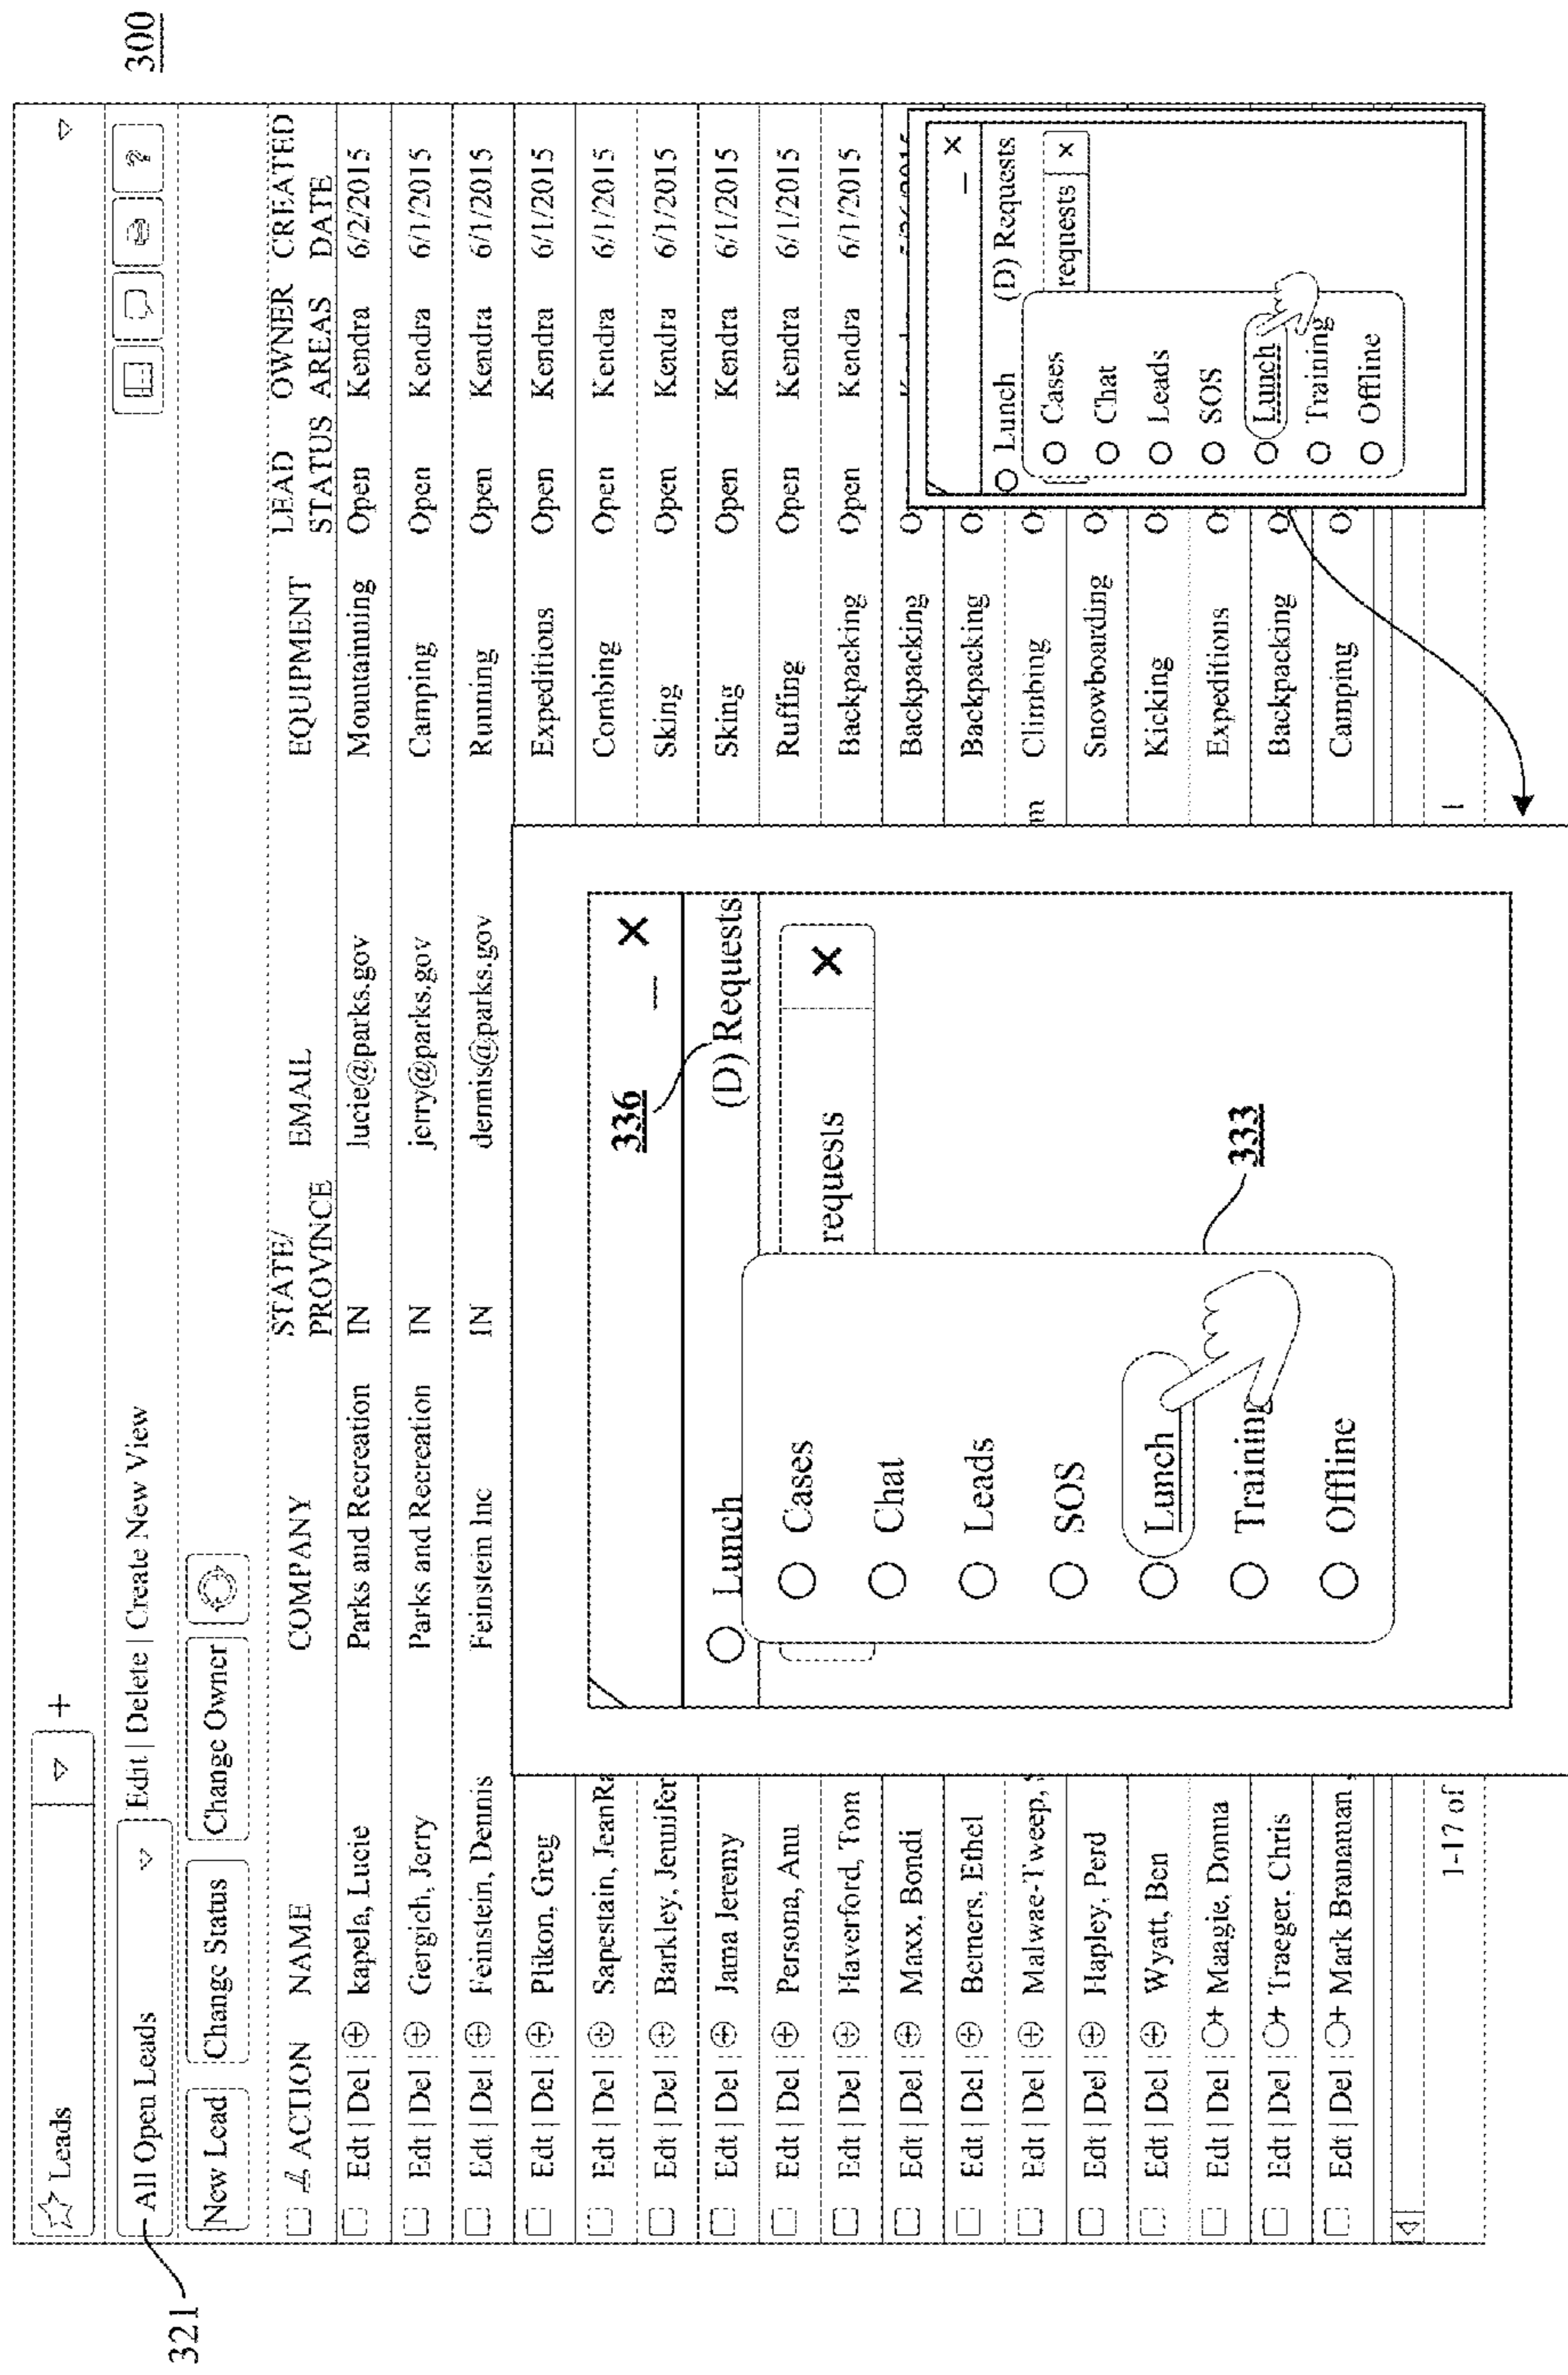 300
Leads +
321
All Open Leads Edit | Delete | Create New View ?
New Lead Change Status Change Owner
ACTION NAME COMPANY STATE/ PROVINCE EMAIL EQUIPMENT LEAD STATUS OWNER AREAS CREATED DATE
Edt | Del kapela, Lucie Parks and Recreation IN lucie@parks.gov Mountainning Open Kendra 6/2/2015
Edt | Del Gergich, Jerry Parks and Recreation IN jerry@parks.gov Camping Open Kendra 6/1/2015
Edt | Del Feinstein, Dennis Feinstein Inc IN dennis@parks.gov Running Open Kendra 6/1/2015
Edt | Del Plikon, Greg Expeditious Open Kendra 6/1/2015
Edt | Del Sapestain, JeanRa Combing Open Kendra 6/1/2015
Edt | Del Barkley, Jennifer Sking Open Kendra 6/1/2015
Edt | Del Jama Jeremy Sking Open Kendra 6/1/2015
Edt | Del Persona, Anu Ruffing Open Kendra 6/1/2015
Edt | Del Haverford, Tom Backpacking Open Kendra 6/1/2015
Edt | Del Maxx, Bondi Backpacking
Edt | Del Berners, Ethel Backpacking
Edt | Del Malwae-Tweep, m Climbing
Edt | Del Hapley, Perd Snowboarding
Edt | Del Wyatt, Ben Kicking
Edt | Del Maagie, Donna Expeditious
Edt | Del Traeger, Chris Backpacking
Edt | Del Mark Brananan Camping
1-17 of 1
336
Lunch (D) Requests
requests
Cases
Chat
Leads
SOS
Lunch
Training
Offline
333
Lunch (D) Requests
requests
Cases
Chat
Leads
SOS
Lunch
Training
Offline